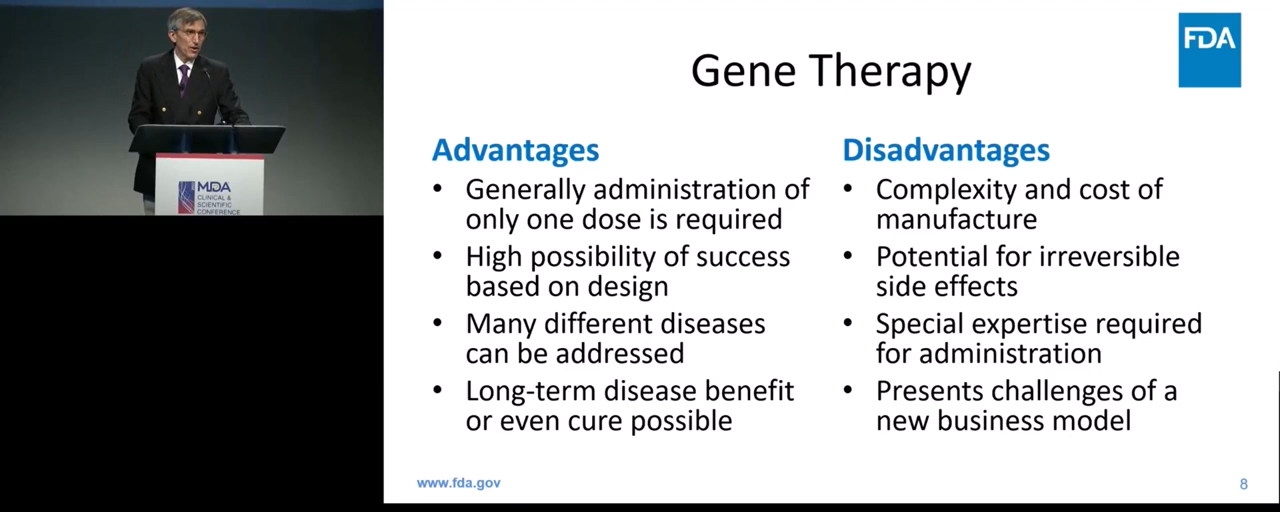 MDA
CLINICAL &
SCIENTIFIC
CONFERENCE
FDA
Gene Therapy
Advantages
• Generally administration of
only one dose is required
• High possibility of success
based on design
• Many different diseases
can be addressed
• Long-term disease benefit
or even cure possible
Disadvantages
• Complexity and cost of
manufacture
• Potential for irreversible
side effects
• Special expertise required
for administration
• Presents challenges of a
new business model
www.fda.gov
8